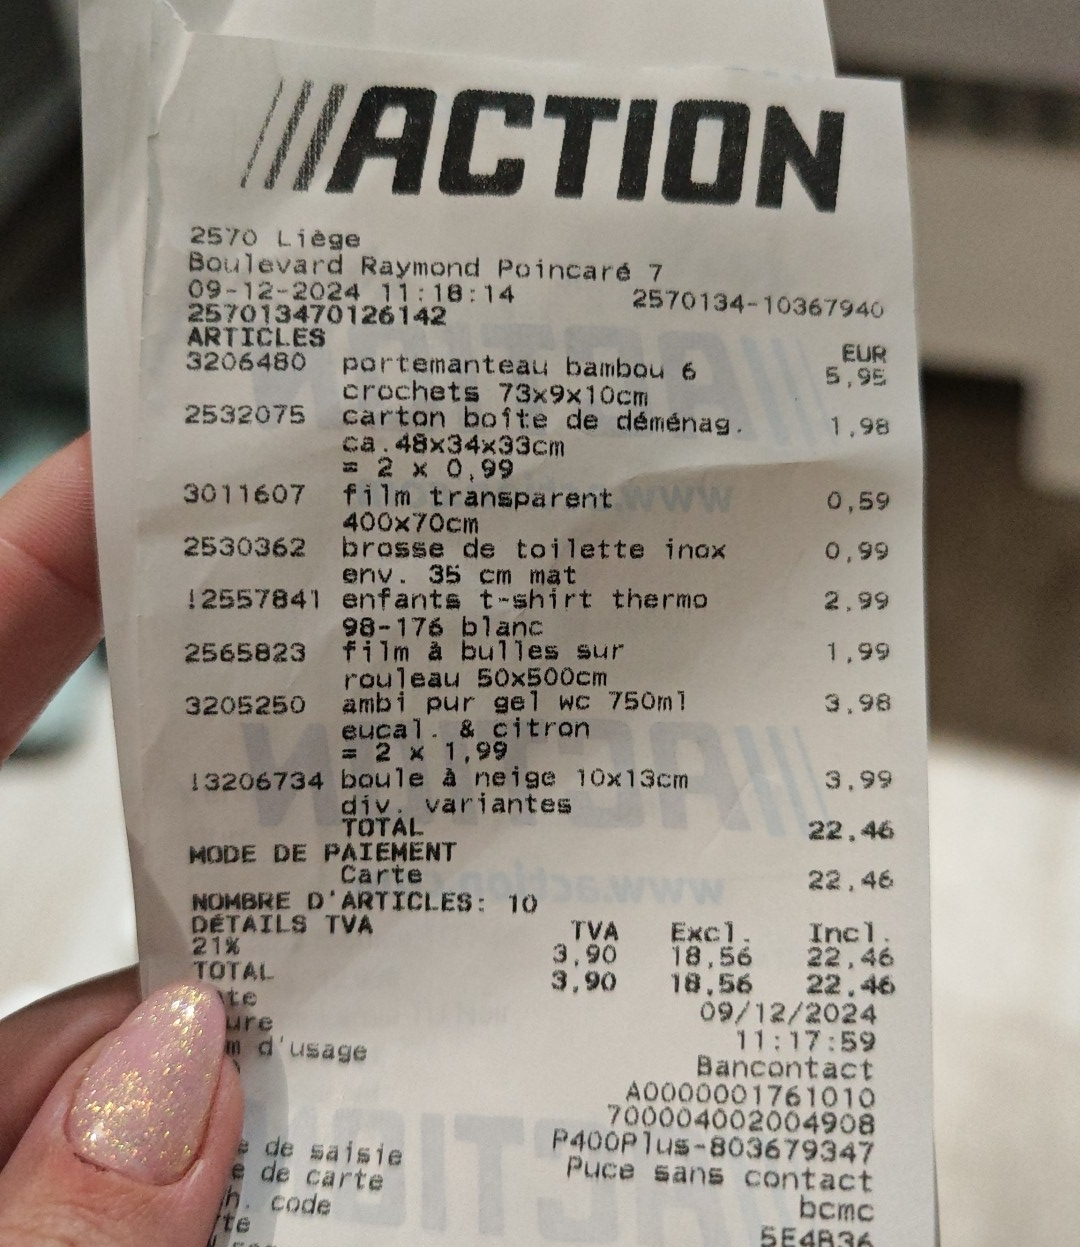 ACTION
2570 Liège
Boulevard Raymond Poincaré 7
09-12-2024 11:18:14 2570134-10367940
257013470126142
ARTICLES EUR
3206480 portemanteau bambou 6 5,95
crochets 73x9x10cm
2532075 carton boîte de déménag. 1,98
ca.48x34x33cm
= 2 x 0,99
3011607 film transparent 0,59
400x70cm
2530362 brosse de toilette inox 0,99
env. 35 cm mat
!2557841 enfants t-shirt thermo 2,99
98-176 blanc
2565823 film à bulles sur 1,99
rouleau 50x500cm
3205250 ambi pur gel wc 750ml 3,98
eucal. & citron
= 2 x 1,99
!3206734 boule à neige 10x13cm 3,99
div. variantes
TOTAL 22,46
MODE DE PAIEMENT
Carte 22,46
NOMBRE D'ARTICLES: 10
DÉTAILS TVA TVA Excl. Incl.
21% 3,90 18,56 22,46
TOTAL 3,90 18,56 22,46
te 09/12/2024
ure 11:17:59
m d'usage Bancontact
A0000001761010
700004002004908
P400Plus-803679347
e de saisie Puce sans contact
e de carte bcmc
h. code 5E4B36
te